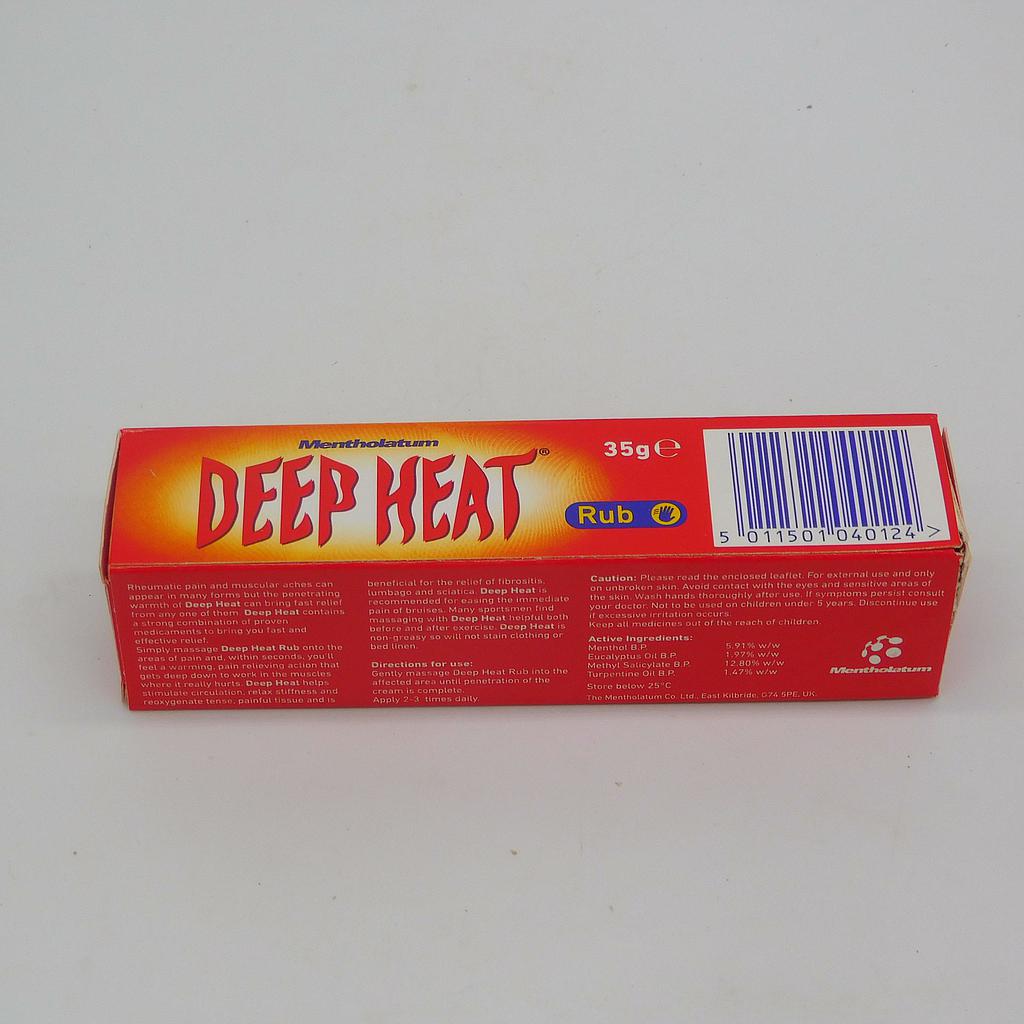 Mentholatum
DEEP HEAT®
35g ℮
Rub
5 011501 040124 >
Rheumatic pain and muscular aches can
appear in many forms but the penetrating
warmth of Deep Heat can bring fast relief
from any one of them. Deep Heat contains
a strong combination of proven
medicaments to bring you fast and
effective relief.
Simply massage Deep Heat Rub onto the
areas of pain and, within seconds, you'll
feel a warming, pain relieving action that
gets deep down to work in the muscles
where it really hurts. Deep Heat helps
stimulate circulation, relax stiffness and
reoxygenate tense, painful tissue and is
beneficial for the relief of fibrositis,
lumbago and sciatica. Deep Heat is
recommended for easing the immediate
pain of bruises. Many sportsmen find
massaging with Deep Heat helpful both
before and after exercise. Deep Heat is
non-greasy so will not stain clothing or
bed linen.
Directions for use:
Gently massage Deep Heat Rub into the
affected area until penetration of the
cream is complete.
Apply 2-3 times daily.
Caution: Please read the enclosed leaflet. For external use and only
on unbroken skin. Avoid contact with the eyes and sensitive areas of
the skin. Wash hands thoroughly after use. If symptoms persist consult
your doctor. Not to be used on children under 5 years. Discontinue use
if excessive irritation occurs.
Keep all medicines out of the reach of children.
Active Ingredients:
Menthol B.P. 5.91% w/w
Eucalyptus Oil B.P. 1.97% w/w
Methyl Salicylate B.P. 12.80% w/w
Turpentine Oil B.P. 1.47% w/w
Store below 25°C
The Mentholatum Co. Ltd., East Kilbride, G74 5PE, UK.
Mentholatum